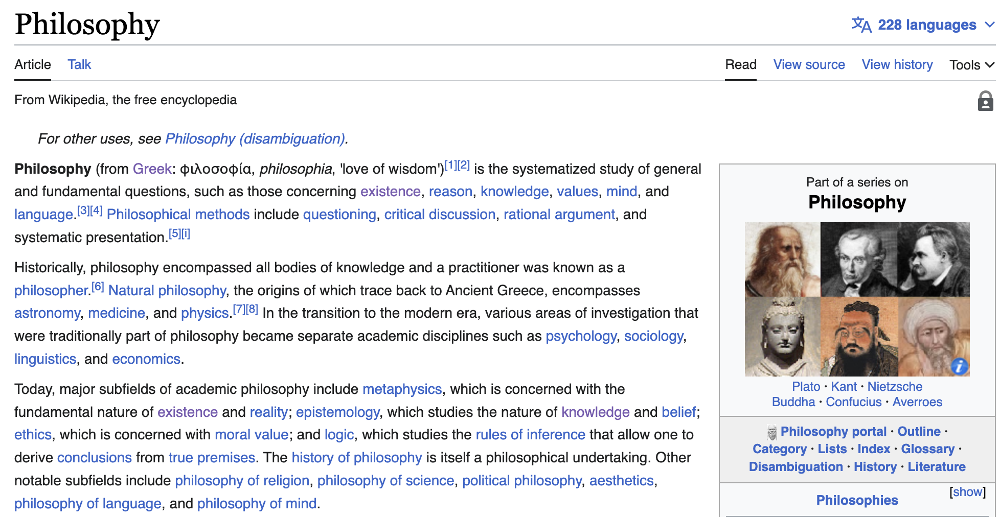 Philosophy
228 languages
Article Talk Read View source View history Tools
From Wikipedia, the free encyclopedia
For other uses, see Philosophy (disambiguation).
Philosophy (from Greek: φιλοσοφία, philosophia, 'love of wisdom')[1][2] is the systematized study of general
and fundamental questions, such as those concerning existence, reason, knowledge, values, mind, and
language.[3][4] Philosophical methods include questioning, critical discussion, rational argument, and
systematic presentation.[5][i]
Historically, philosophy encompassed all bodies of knowledge and a practitioner was known as a
philosopher.[6] Natural philosophy, the origins of which trace back to Ancient Greece, encompasses
astronomy, medicine, and physics.[7][8] In the transition to the modern era, various areas of investigation that
were traditionally part of philosophy became separate academic disciplines such as psychology, sociology,
linguistics, and economics.
Today, major subfields of academic philosophy include metaphysics, which is concerned with the
fundamental nature of existence and reality; epistemology, which studies the nature of knowledge and belief;
ethics, which is concerned with moral value; and logic, which studies the rules of inference that allow one to
derive conclusions from true premises. The history of philosophy is itself a philosophical undertaking. Other
notable subfields include philosophy of religion, philosophy of science, political philosophy, aesthetics,
philosophy of language, and philosophy of mind.
Part of a series on
Philosophy
Plato · Kant · Nietzsche
Buddha · Confucius · Averroes
Philosophy portal · Outline ·
Category · Lists · Index · Glossary ·
Disambiguation · History · Literature
[show]
Philosophies